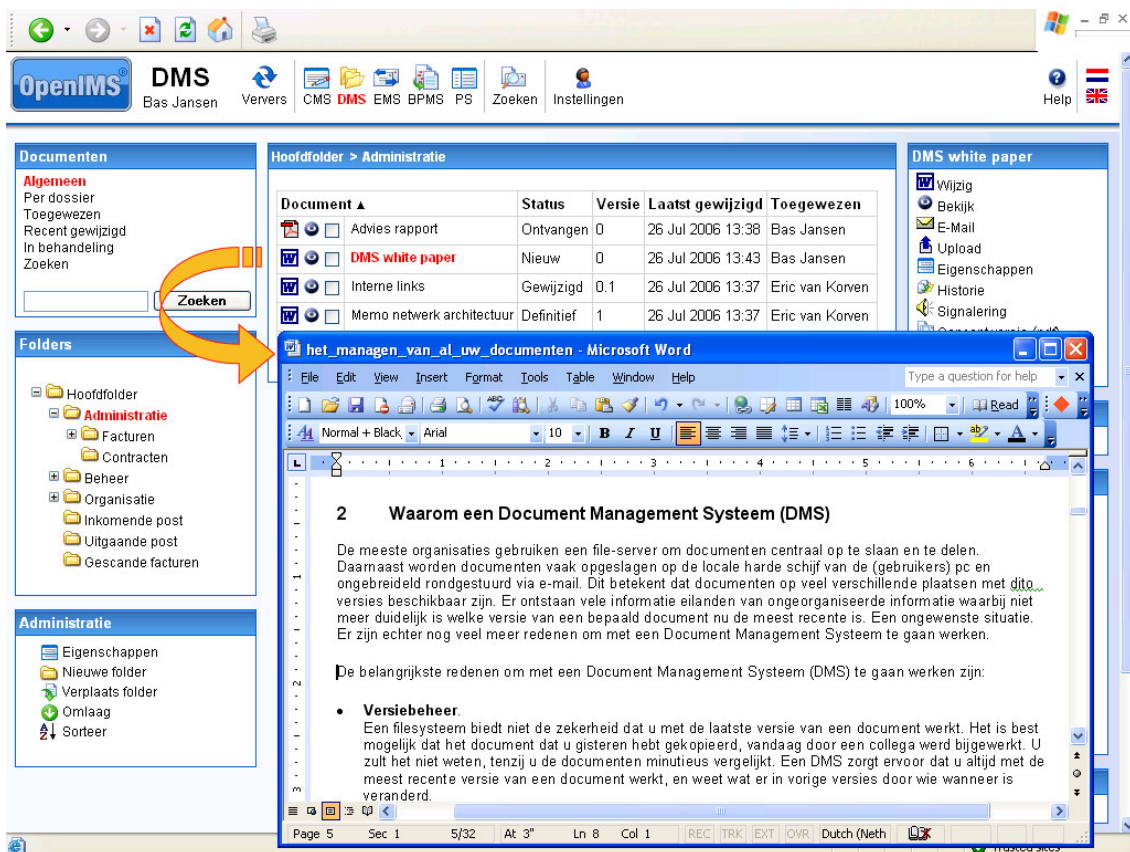 OpenIMS®
DMS
Bas Jansen
Ververs
CMS DMS EMS BPMS PS
Zoeken
Instellingen
Help
Documenten
Algemeen
Per dossier
Toegewezen
Recent gewijzigd
In behandeling
Zoeken
Zoeken
Folders
Hoofdfolder
Administratie
Facturen
Contracten
Beheer
Organisatie
Inkomende post
Uitgaande post
Gescande facturen
Administratie
Eigenschappen
Nieuwe folder
Verplaats folder
Omlaag
Sorteer
Hoofdfolder > Administratie
Document ▲ Status Versie Laatst gewijzigd Toegewezen
Advies rapport Ontvangen 0 26 Jul 2006 13:38 Bas Jansen
DMS white paper Nieuw 0 26 Jul 2006 13:43 Bas Jansen
Interne links Gewijzigd 0.1 26 Jul 2006 13:37 Eric van Korven
Memo netwerk architectuur Definitief 1 26 Jul 2006 13:37 Eric van Korven
DMS white paper
Wijzig
Bekijk
E-Mail
Upload
Eigenschappen
Historie
Signalering
het_managen_van_al_uw_documenten - Microsoft Word
File Edit View Insert Format Tools Table Window Help
Type a question for help
100% Read
Normal + Black, Arial 10 B I U
1 2 3 4 5 6
2 Waarom een Document Management Systeem (DMS)
De meeste organisaties gebruiken een file-server om documenten centraal op te slaan en te delen.
Daarnaast worden documenten vaak opgeslagen op de locale harde schijf van de (gebruikers) pc en
ongebreideld rondgestuurd via e-mail. Dit betekent dat documenten op veel verschillende plaatsen met dito
versies beschikbaar zijn. Er ontstaan vele informatie eilanden van ongeorganiseerde informatie waarbij niet
meer duidelijk is welke versie van een bepaald document nu de meest recente is. Een ongewenste situatie.
Er zijn echter nog veel meer redenen om met een Document Management Systeem te gaan werken.
De belangrijkste redenen om met een Document Management Systeem (DMS) te gaan werken zijn:
• Versiebeheer.
Een filesysteem biedt niet de zekerheid dat u met de laatste versie van een document werkt. Het is best
mogelijk dat het document dat u gisteren hebt gekopieerd, vandaag door een collega werd bijgewerkt. U
zult het niet weten, tenzij u de documenten minutieus vergelijkt. Een DMS zorgt ervoor dat u altijd met de
meest recente versie van een document werkt, en weet wat er in vorige versies door wie wanneer is
veranderd.
Page 5 Sec 1 5/32 At 3" Ln 8 Col 1 REC TRK EXT OVR Dutch (Neth